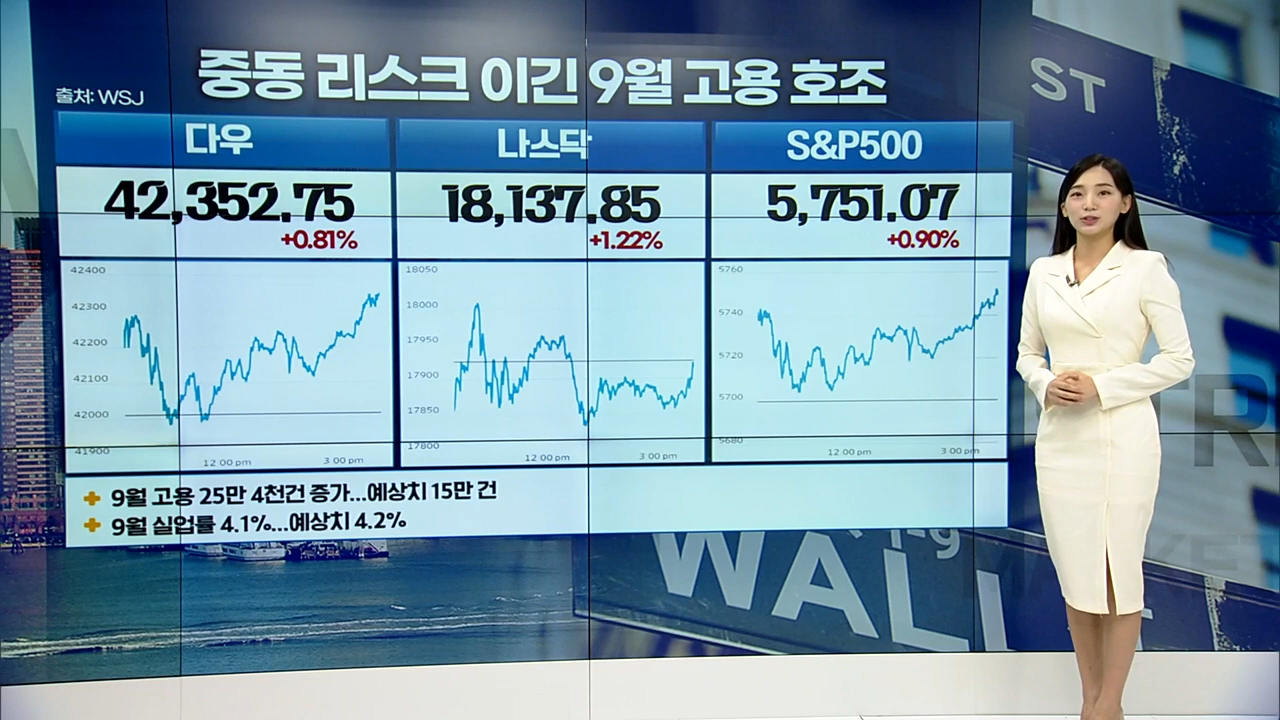 중동 리스크 이긴 9월 고용 호조
출처: WSJ
다우
42,352.75
+0.81%
42400
42300
42200
42100
42000
41900
12:00 pm
3:00 pm
나스닥
18,137.85
+1.22%
18050
18000
17950
17900
17850
17800
12:00 pm
3:00 pm
S&P500
5,751.07
+0.90%
5760
5740
5720
5700
5680
12:00 pm
3:00 pm
9월 고용 25만 4천건 증가...예상치 15만 건
9월 실업률 4.1%...예상치 4.2%
ST
1-9
WALL